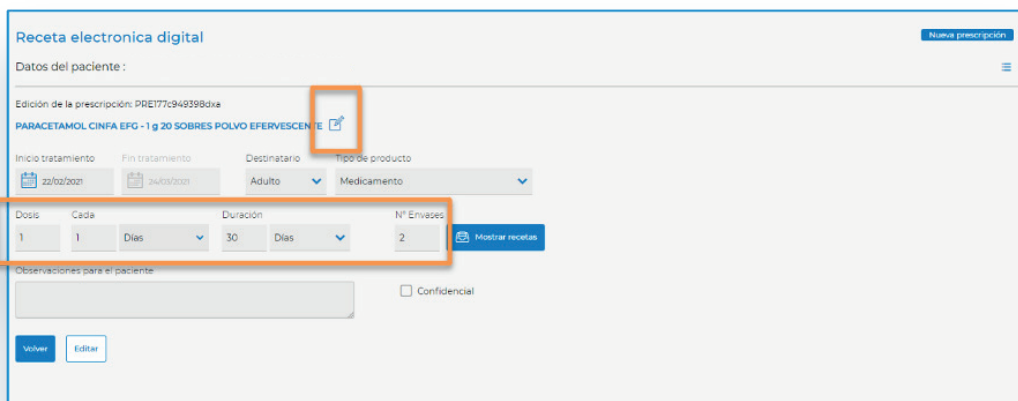 Receta electronica digital
Nueva prescripción
Datos del paciente :
Edición de la prescripción: PRE177c949398dxa
PARACETAMOL CINFA EFG - 1 g 20 SOBRES POLVO EFERVESCENTE
Inicio tratamiento Fin tratamiento Destinatario Tipo de producto
22/02/2021 24/03/2021 Adulto Medicamento
Dosis Cada Duración Nº Envases
1 1 Días 30 Días 2 Mostrar recetas
Observaciones para el paciente
Confidencial
Volver Editar